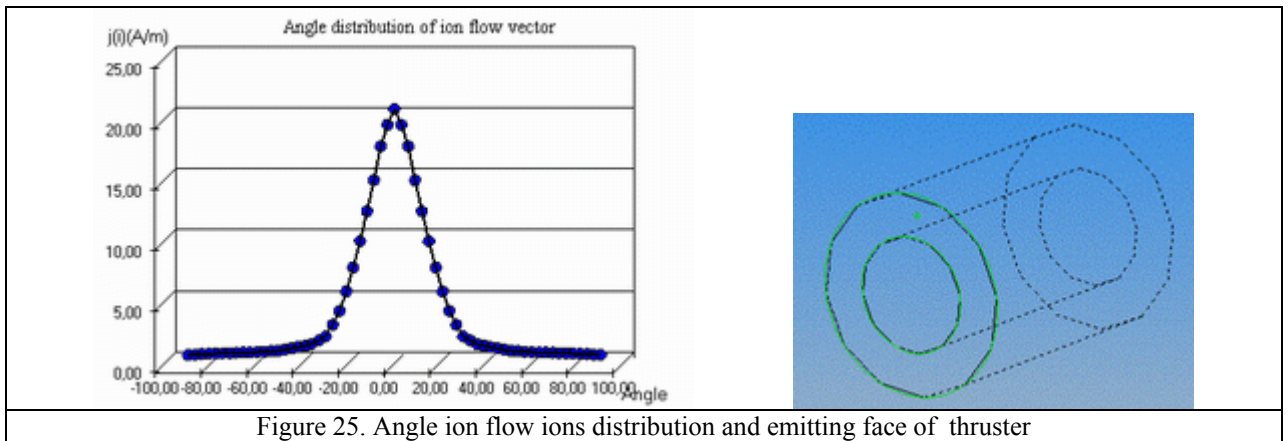 Angle distribution of ion flow vector
j(i)(A/m)
25,00
20,00
15,00
10,00
5,00
0,00
-100,00 -80,00 -60,00 -40,00 -20,00 0,00 20,00 40,00 60,00 80,00 100,00
Angle
Figure 25. Angle ion flow ions distribution and emitting face of thruster